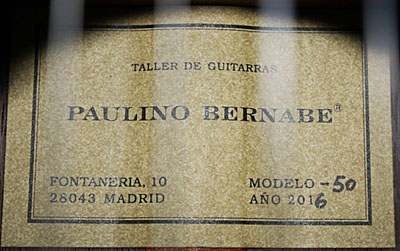 TALLER DE GUITARRAS
PAULINO BERNABE®
FONTANERIA, 10
28043 MADRID
MODELO -50
AÑO 2016